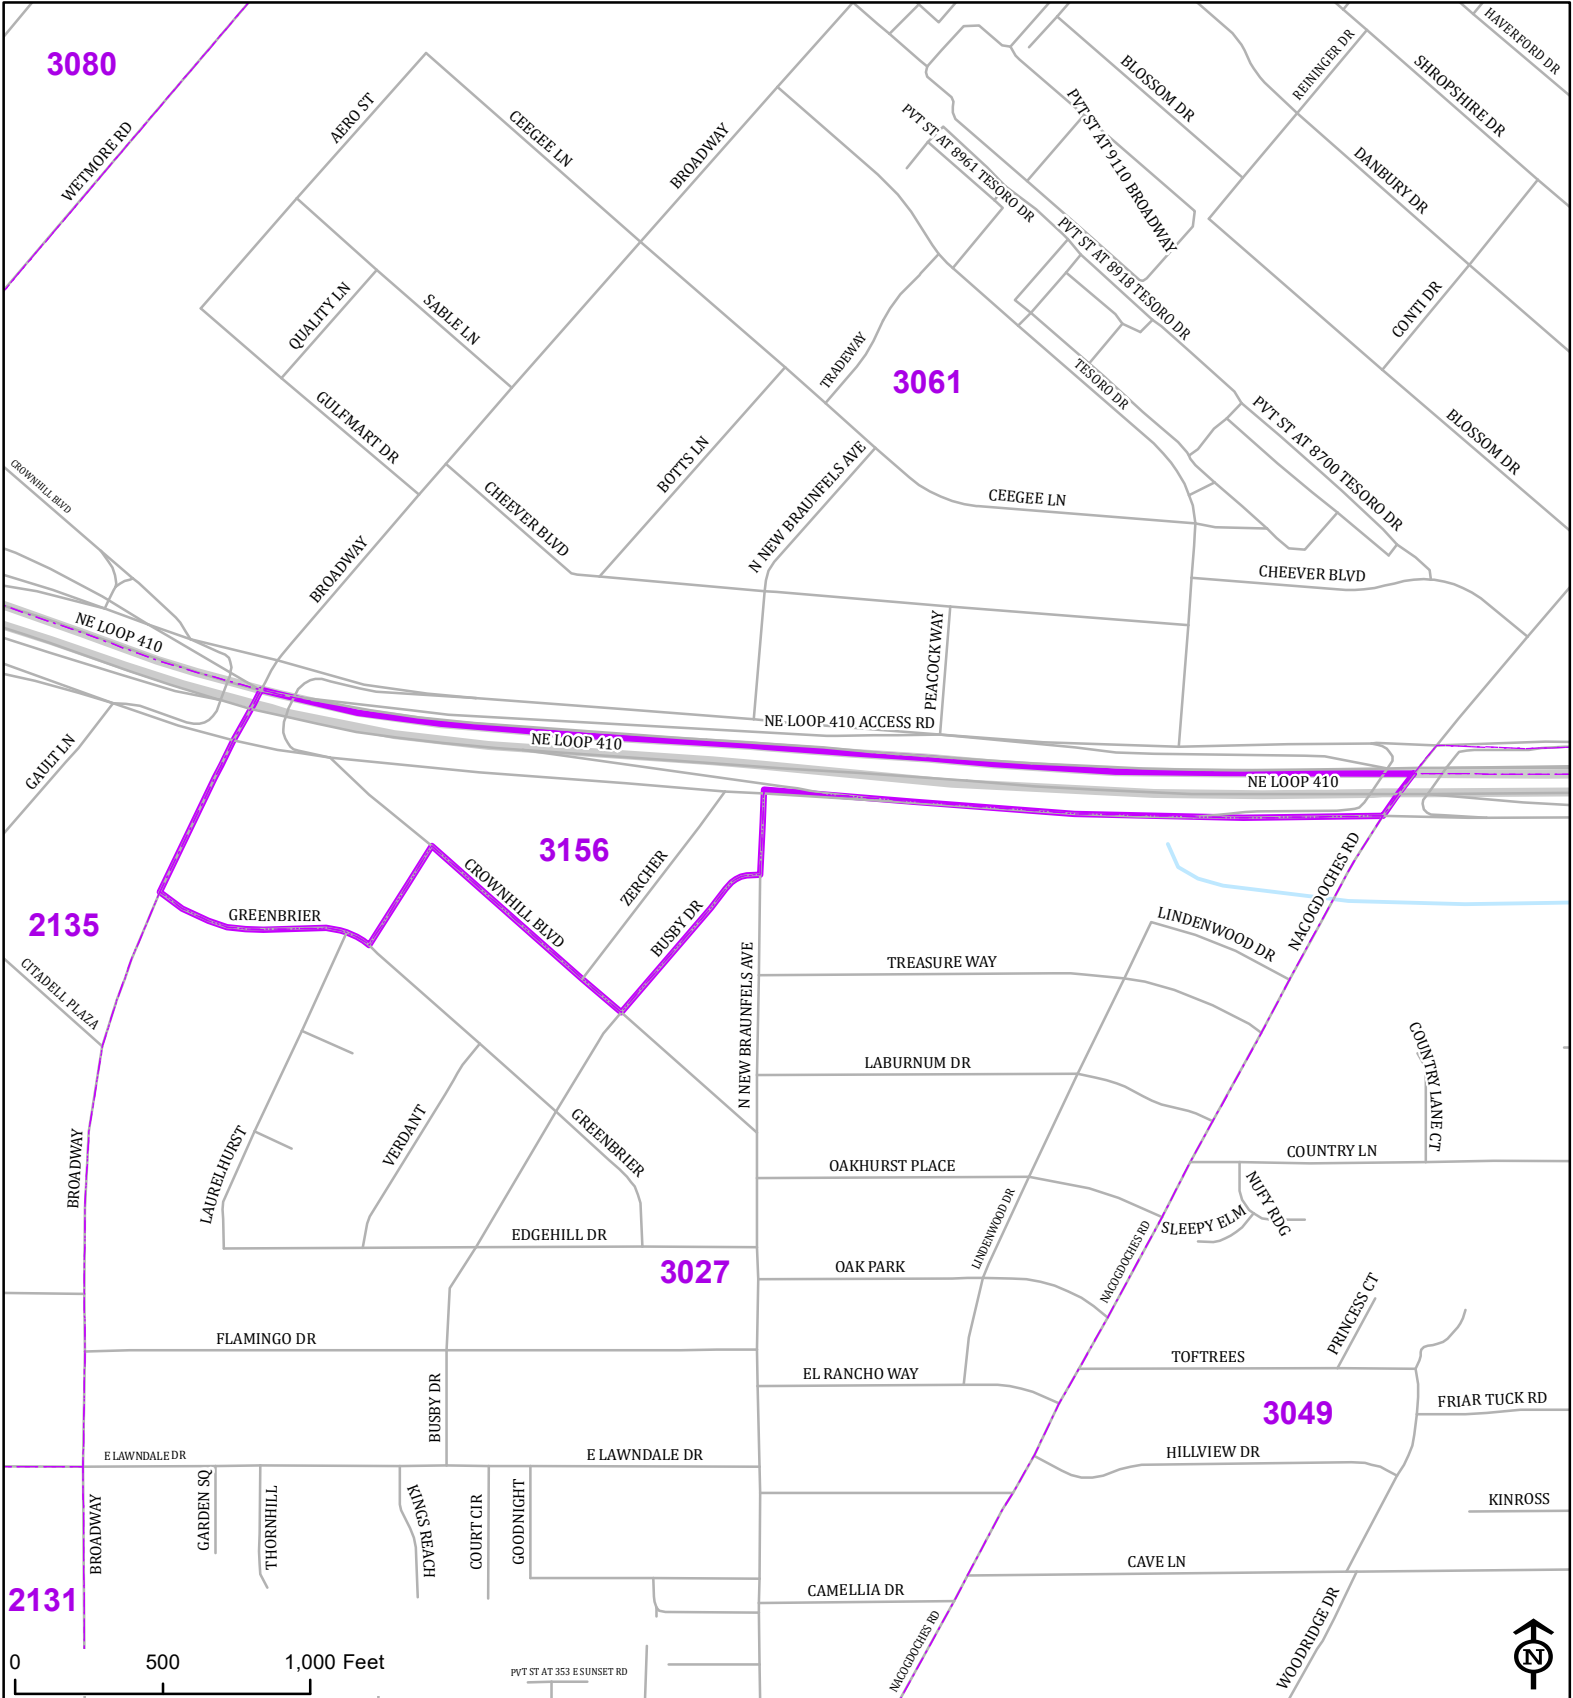 3080
HAVERFORD DR
SHROPSHIRE DR
REININGER DR
BLOSSOM DR
AERO ST
CEEGEE LN
BROADWAY
WETMORE RD
PVT ST AT 9110 BROADWAY
PVT ST AT 8961 TESORO DR
DANBURY DR
PVT ST AT 8918 TESORO DR
QUALITY LN
SABLE LN
CONTI DR
TRADEWAY
3061
TESORO DR
GULFMART DR
PVT ST AT 8700 TESORO DR
BLOSSOM DR
BOTTS LN
CROWNHILL BLVD
CHEEVER BLVD
N NEW BRAUNFELS AVE
CEEGEE LN
BROADWAY
CHEEVER BLVD
NE LOOP 410
PEACOCK WAY
NE LOOP 410 ACCESS RD
NE LOOP 410
GAULT LN
NE LOOP 410
3156
CROWNHILL BLVD
ZERCHER
NACOGDOCHES RD
2135
GREENBRIER
BUSBY DR
LINDENWOOD DR
TREASURE WAY
CITADELL PLAZA
N NEW BRAUNFELS AVE
LABURNUM DR
COUNTRY LANE CT
GREENBRIER
VERDANT
LAURELHURST
BROADWAY
COUNTRY LN
OAKHURST PLACE
NUFY RDG
SLEEPY ELM
LINDENWOOD DR
EDGEHILL DR
3027
OAK PARK
NACOGDOCHES RD
FLAMINGO DR
PRINCESS CT
TOFTREES
EL RANCHO WAY
BUSBY DR
3049
FRIAR TUCK RD
E LAWNDALE DR
E LAWNDALE DR
HILLVIEW DR
GARDEN SQ
THORNHILL
KINGS REACH
COURT CIR
GOODNIGHT
BROADWAY
KINROSS
CAVE LN
2131
CAMELLIA DR
NACOGDOCHES RD
WOODRIDGE DR
PVT ST AT 353 E SUNSET RD
0 500 1,000 Feet
N